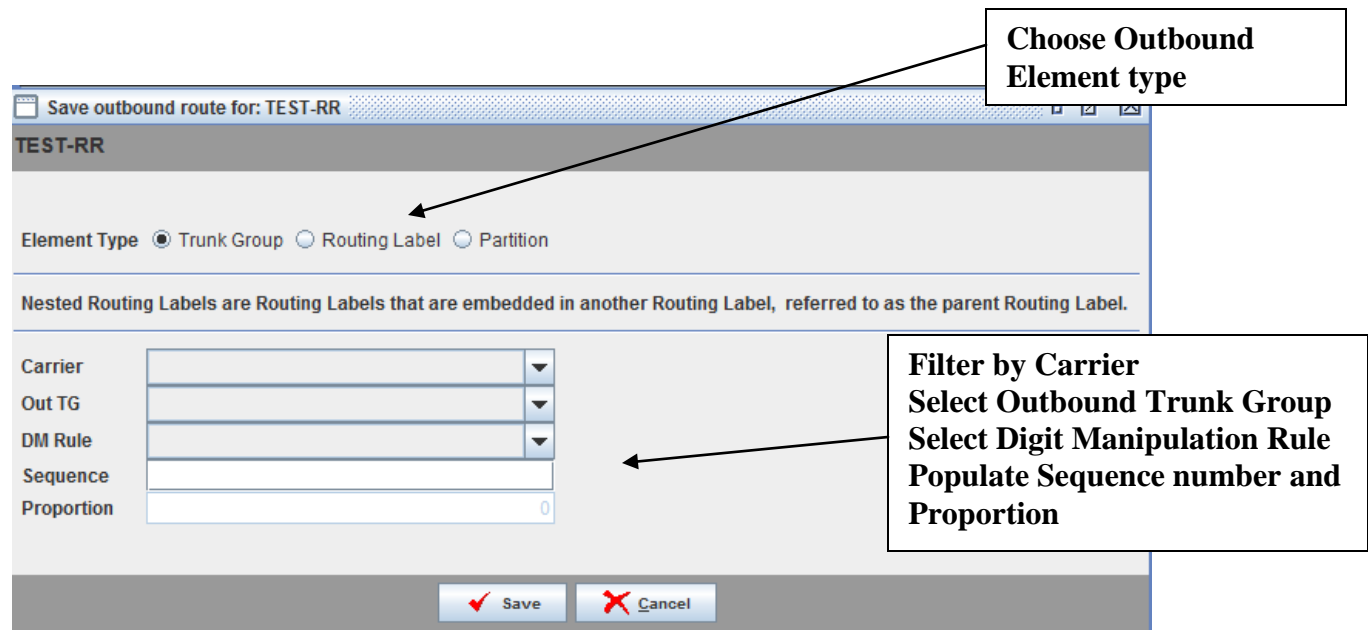 Choose Outbound
Element type
Save outbound route for: TEST-RR
TEST-RR
Element Type Trunk Group Routing Label Partition
Nested Routing Labels are Routing Labels that are embedded in another Routing Label, referred to as the parent Routing Label.
Carrier
Out TG
DM Rule
Sequence
Proportion 0
Filter by Carrier
Select Outbound Trunk Group
Select Digit Manipulation Rule
Populate Sequence number and
Proportion
Save Cancel